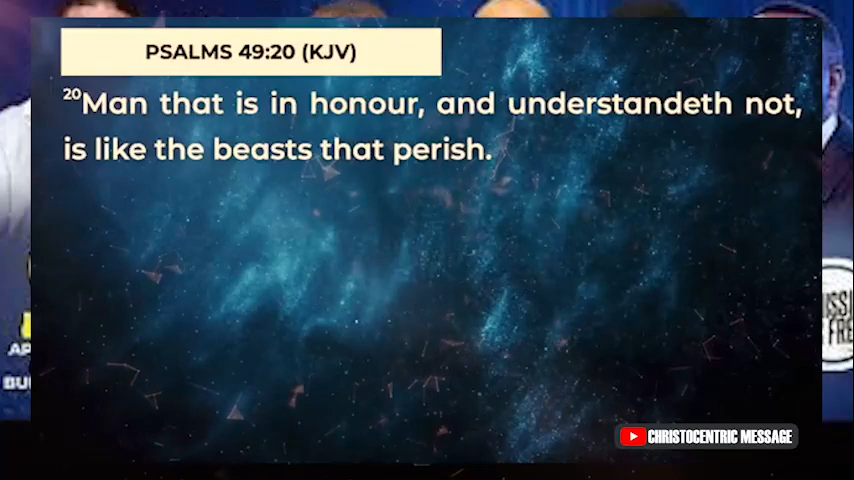 PSALMS 49:20 (KJV)
20Man that is in honour, and understandeth not,
is like the beasts that perish.
CHRISTOCENTRIC MESSAGE